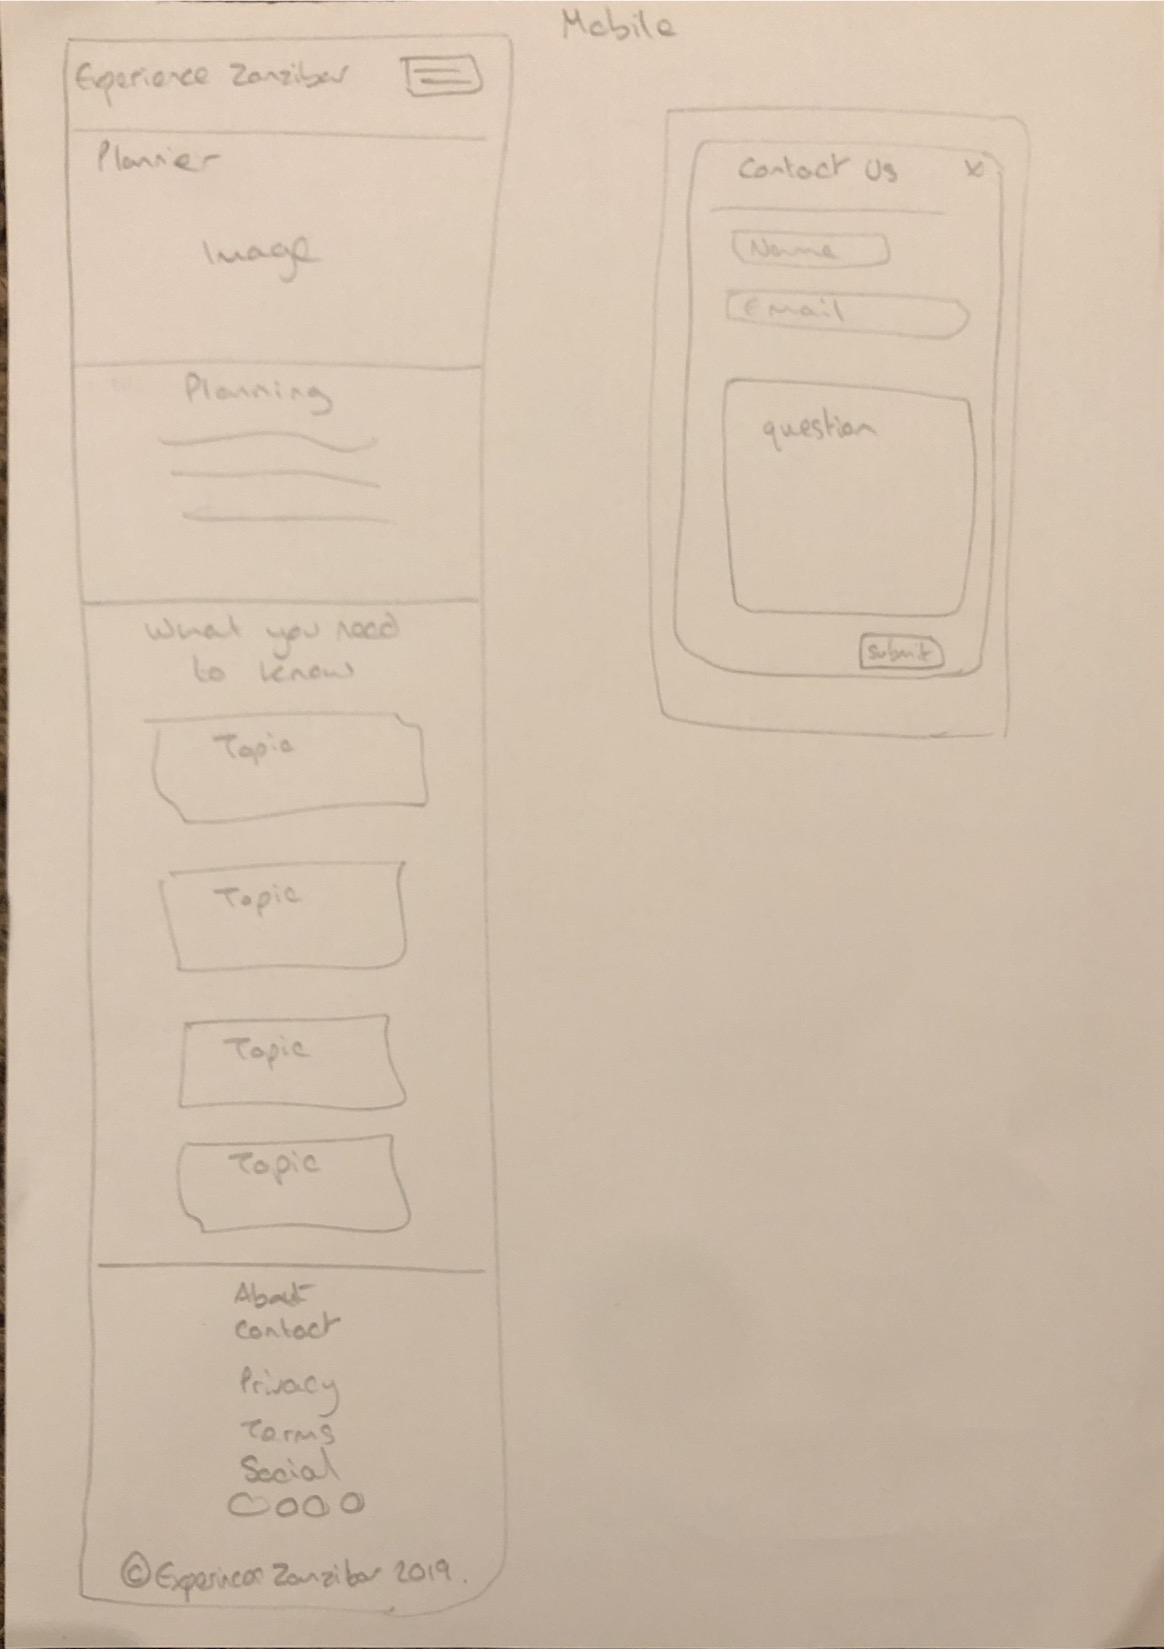 Mobile
Experience Zanzibar
Planner
Image
Planning
What you need
to know
Topic
Topic
Topic
Topic
About
Contact
Privacy
Terms
Social
© Experince Zanzibar 2019.
Contact Us X
Name
Email
question
Submit